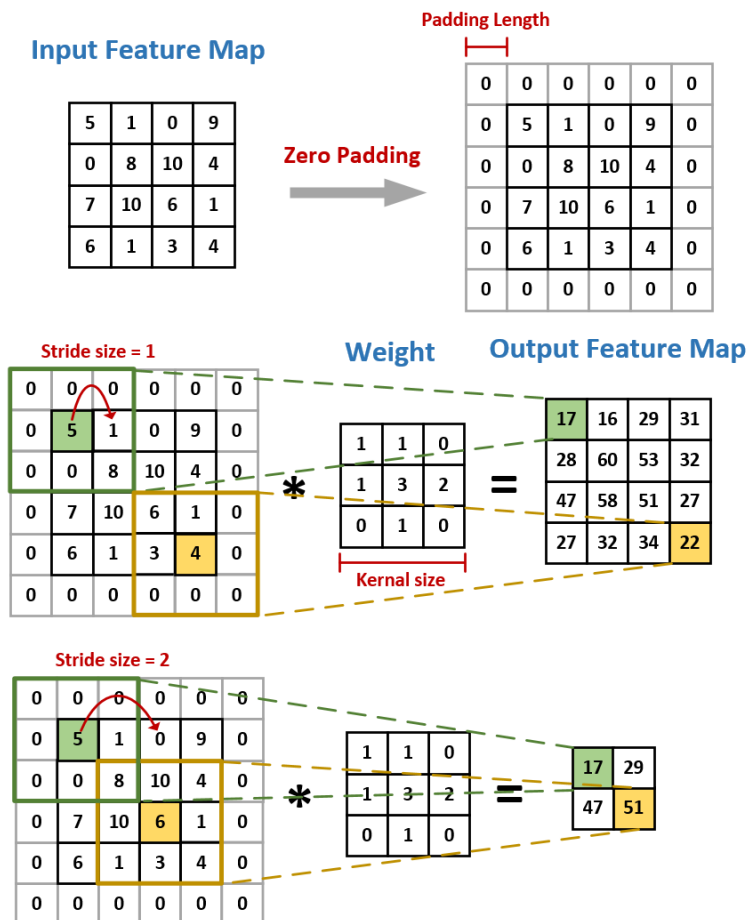 Padding Length
Input Feature Map
0 0 0 0 0 0
5 1 0 9
0 5 1 0 9 0
0 8 10 4
Zero Padding
0 0 8 10 4 0
7 10 6 1
0 7 10 6 1 0
6 1 3 4
0 6 1 3 4 0
0 0 0 0 0 0
Stride size = 1
Weight
Output Feature Map
0 0 0 0 0 0
0 5 1 0 9 0
0 0 8 10 4 0
0 7 10 6 1 0
0 6 1 3 4 0
0 0 0 0 0 0
*
1 1 0
1 3 2
0 1 0
Kernal size
=
17 16 29 31
28 60 53 32
47 58 51 27
27 32 34 22
Stride size = 2
0 0 0 0 0 0
0 5 1 0 9 0
0 0 8 10 4 0
0 7 10 6 1 0
0 6 1 3 4 0
0 0 0 0 0 0
*
1 1 0
1 3 2
0 1 0
=
17 29
47 51